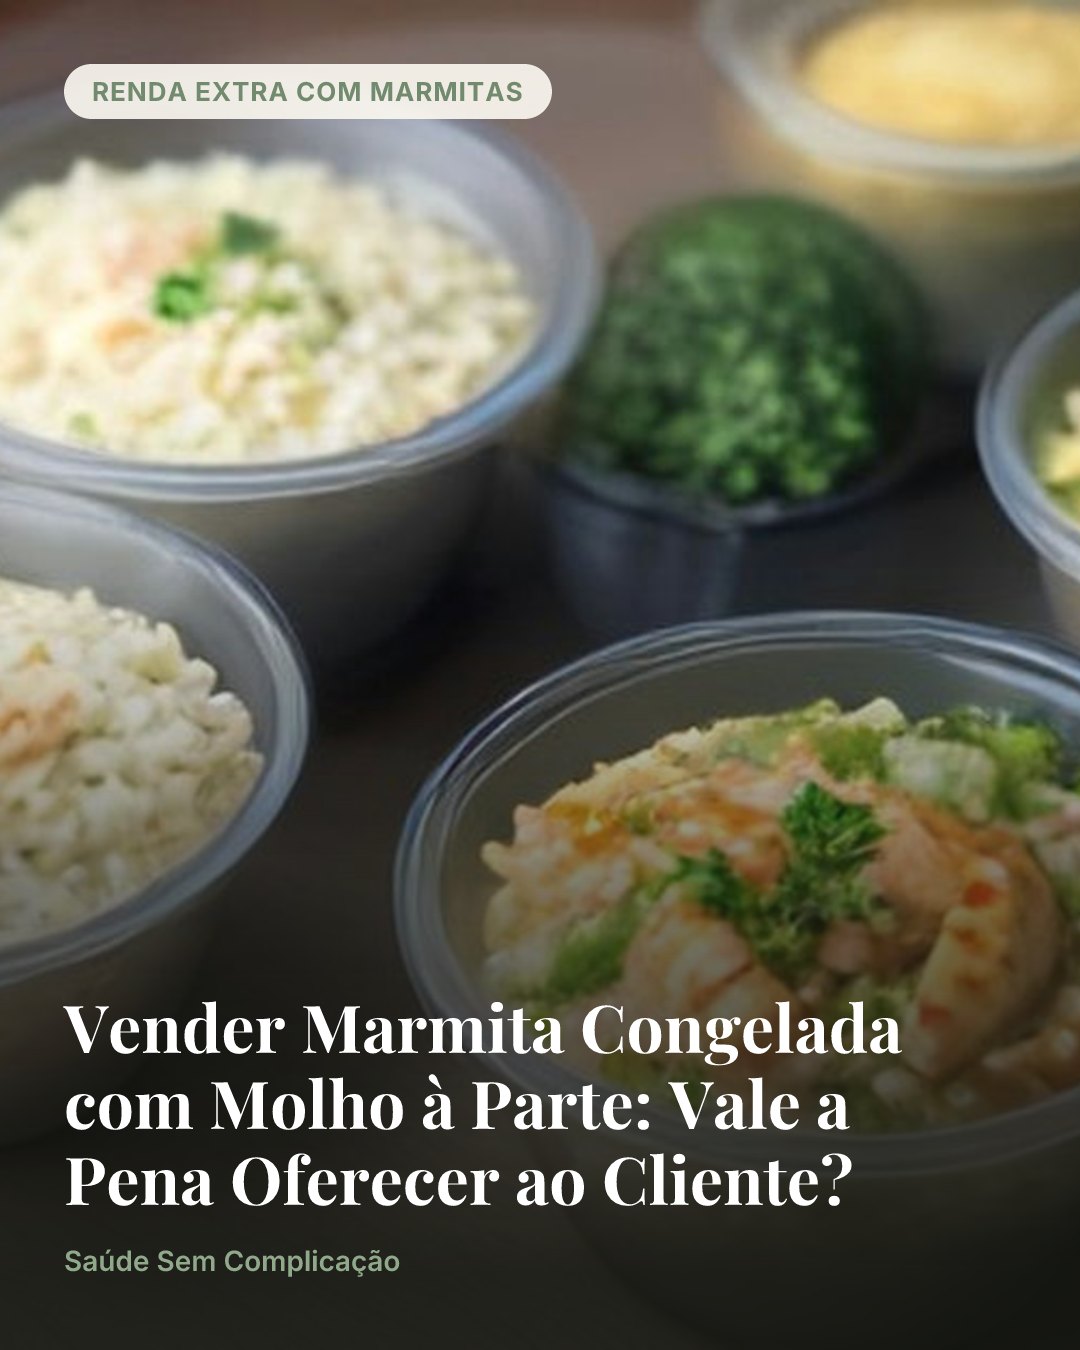 RENDA EXTRA COM MARMITAS
Vender Marmita Congelada
com Molho à Parte: Vale a
Pena Oferecer ao Cliente?
Saúde Sem Complicação